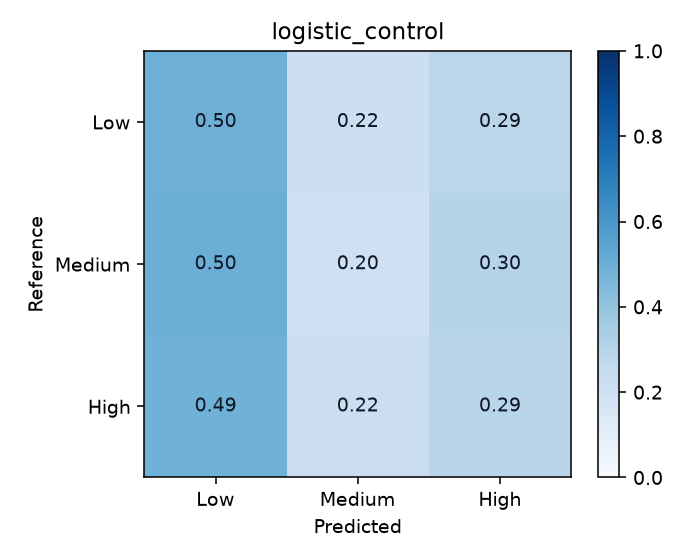 logistic_control
Low 0.50 0.22 0.29
Medium 0.50 0.20 0.30
High 0.49 0.22 0.29
Low Medium High
Predicted
Reference
1.0
0.8
0.6
0.4
0.2
0.0